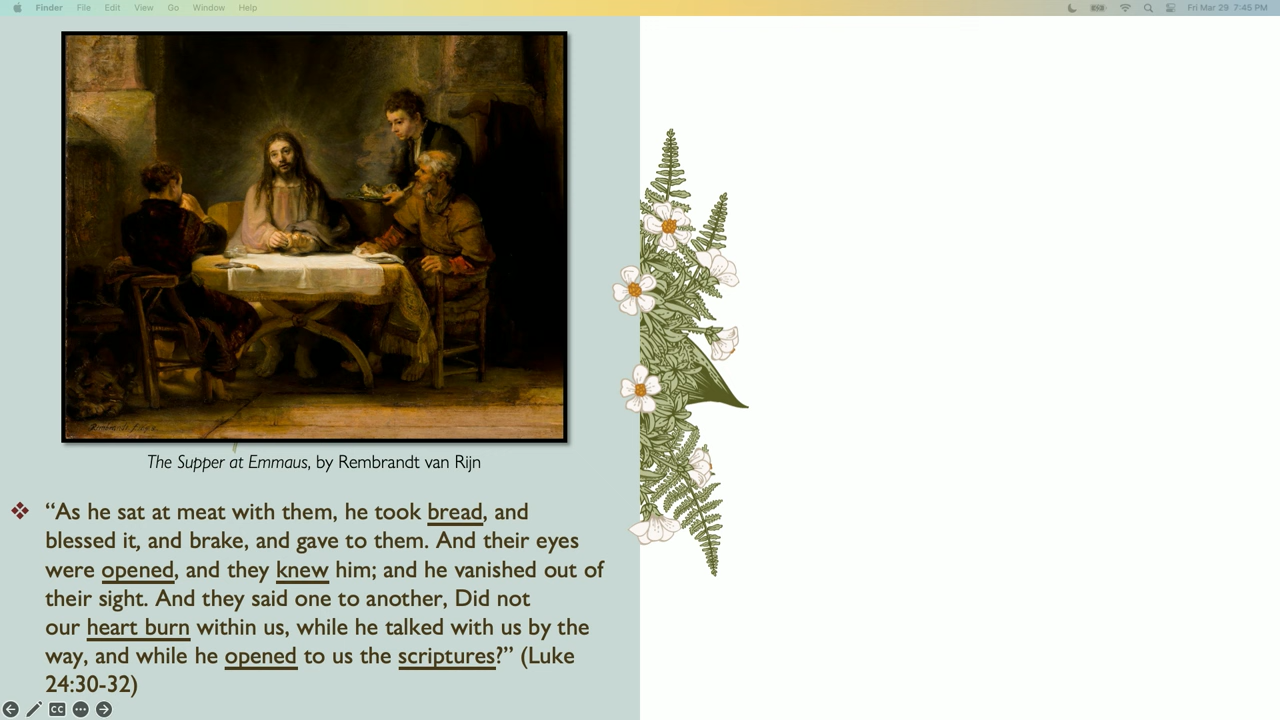 Finder File Edit View Go Window Help
Fri Mar 29 7:45 PM
The Supper at Emmaus, by Rembrandt van Rijn
❖ “As he sat at meat with them, he took bread, and
blessed it, and brake, and gave to them. And their eyes
were opened, and they knew him; and he vanished out of
their sight. And they said one to another, Did not
our heart burn within us, while he talked with us by the
way, and while he opened to us the scriptures?” (Luke
24:30-32)
CC